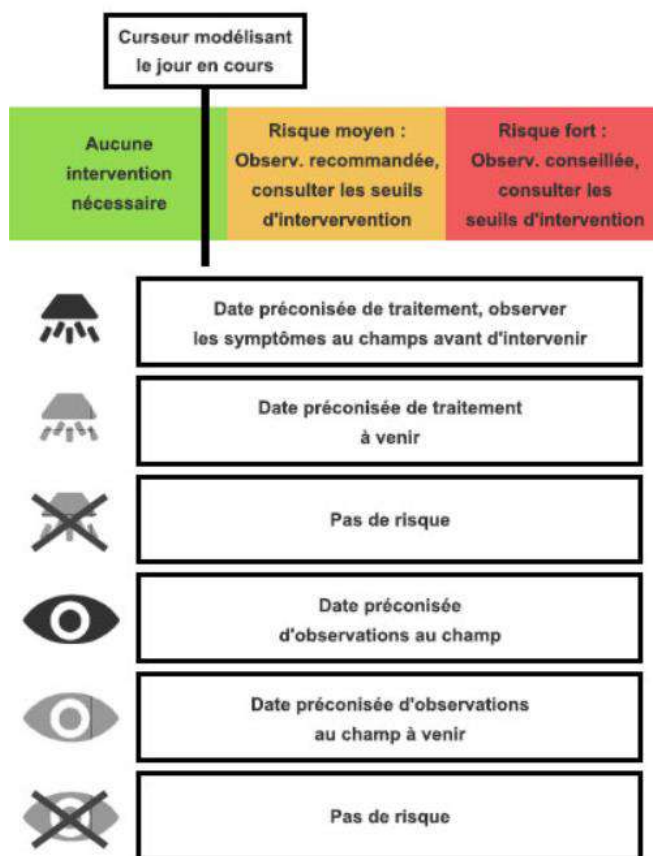 Curseur modélisant
le jour en cours
Aucune
intervention
nécessaire
Risque moyen :
Observ. recommandée,
consulter les seuils
d'intervervention
Risque fort :
Observ. conseillée,
consulter les
seuils d'intervention
Date préconisée de traitement, observer
les symptômes au champs avant d'intervenir
Date préconisée de traitement
à venir
Pas de risque
Date préconisée
d'observations au champ
Date préconisée d'observations
au champ à venir
Pas de risque